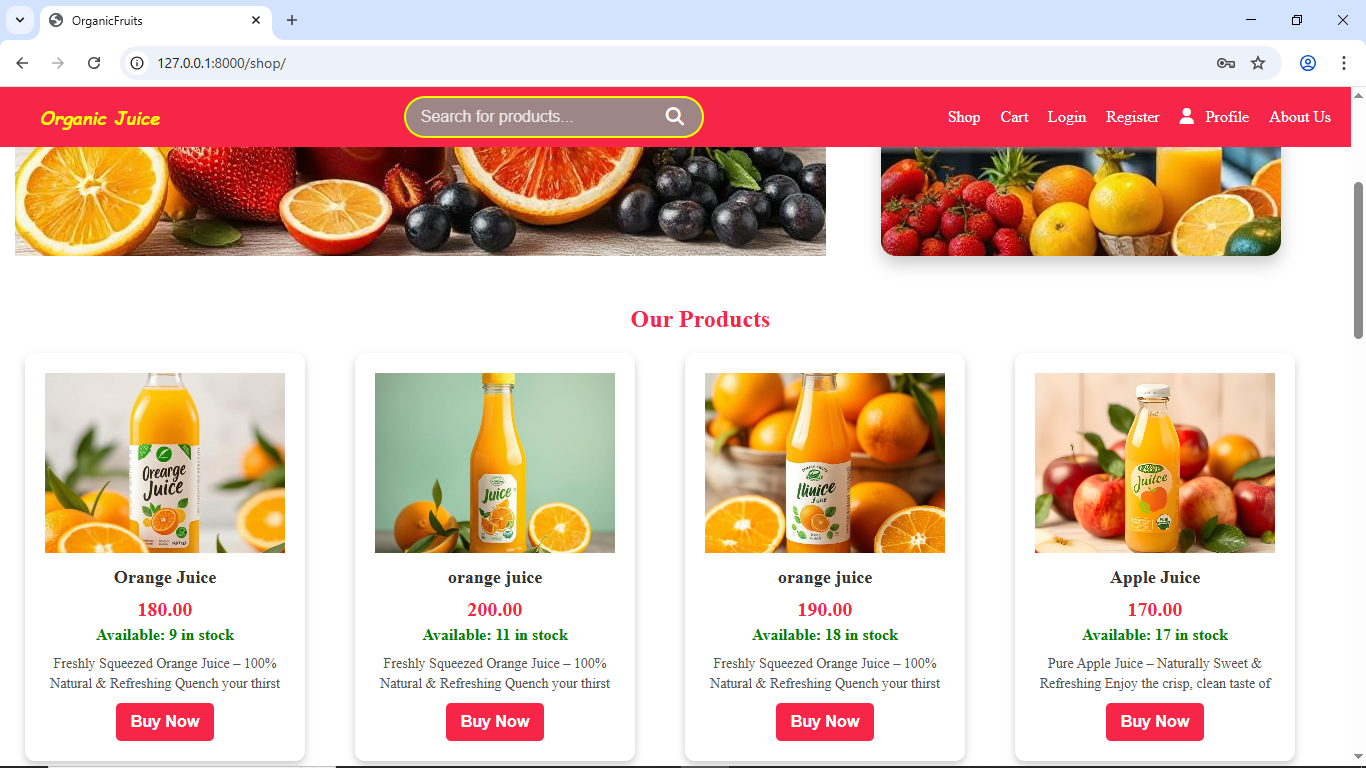 OrganicFruits
127.0.0.1:8000/shop/
Organic Juice
Search for products...
Shop Cart Login Register Profile About Us
Our Products
Orearge
Juice
Juice
Juice
Orange Juice
180.00
Available: 9 in stock
Freshly Squeezed Orange Juice – 100%
Natural & Refreshing Quench your thirst
Buy Now
orange juice
200.00
Available: 11 in stock
Freshly Squeezed Orange Juice – 100%
Natural & Refreshing Quench your thirst
Buy Now
orange juice
190.00
Available: 18 in stock
Freshly Squeezed Orange Juice – 100%
Natural & Refreshing Quench your thirst
Buy Now
Apple Juice
170.00
Available: 17 in stock
Pure Apple Juice – Naturally Sweet &
Refreshing Enjoy the crisp, clean taste of
Buy Now